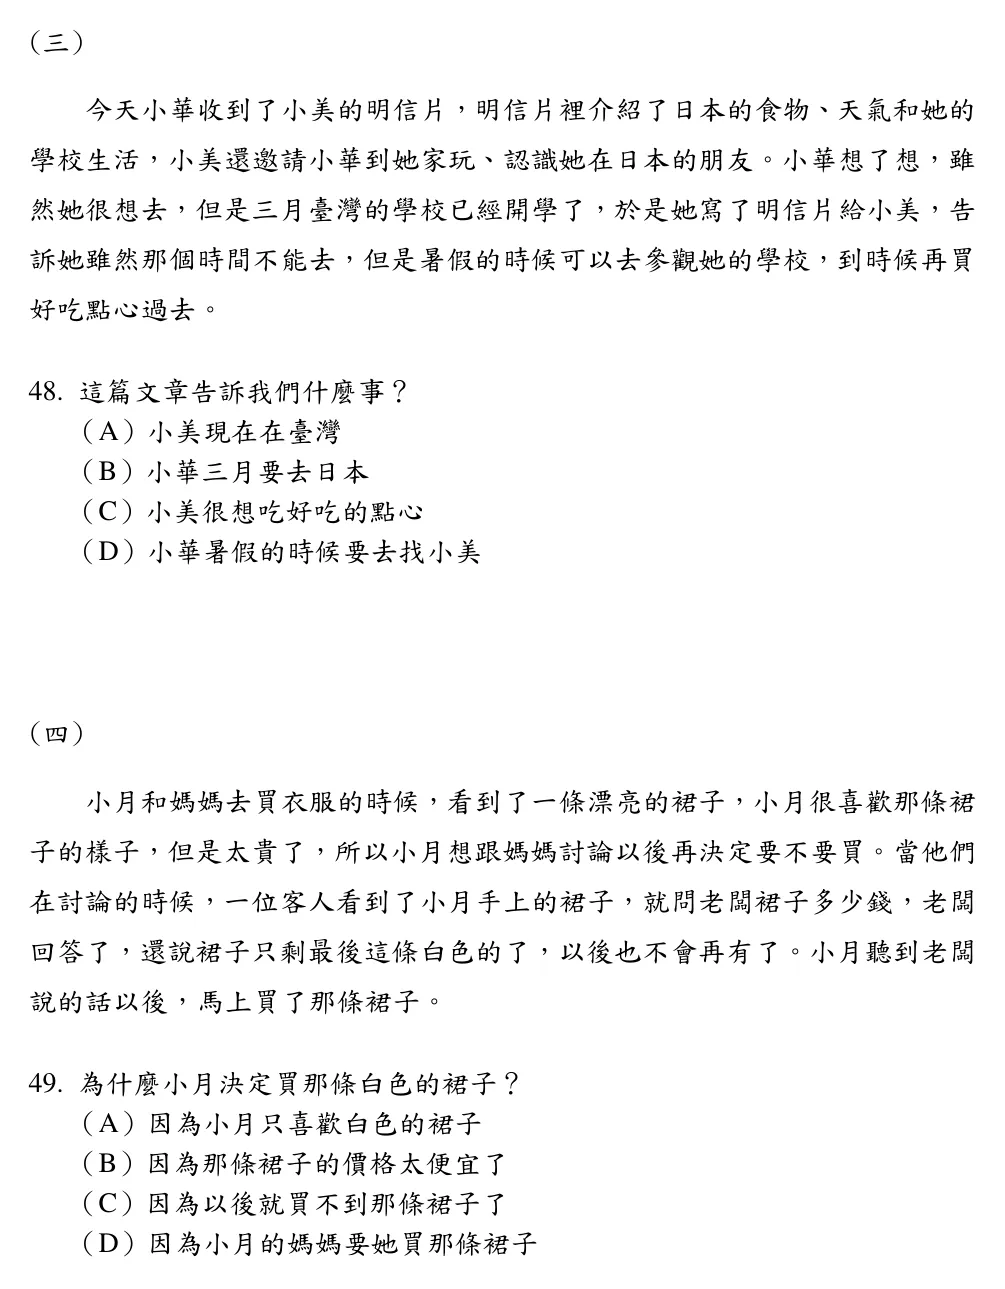 （三）
今天小華收到了小美的明信片，明信片裡介紹了日本的食物、天氣和她的
學校生活，小美還邀請小華到她家玩、認識她在日本的朋友。小華想了想，雖
然她很想去，但是三月臺灣的學校已經開學了，於是她寫了明信片給小美，告
訴她雖然那個時間不能去，但是暑假的時候可以去參觀她的學校，到時候再買
好吃點心過去。
48. 這篇文章告訴我們什麼事？
（A）小美現在在臺灣
（B）小華三月要去日本
（C）小美很想吃好吃的點心
（D）小華暑假的時候要去找小美
（四）
小月和媽媽去買衣服的時候，看到了一條漂亮的裙子，小月很喜歡那條裙
子的樣子，但是太貴了，所以小月想跟媽媽討論以後再決定要不要買。當他們
在討論的時候，一位客人看到了小月手上的裙子，就問老闆裙子多少錢，老闆
回答了，還說裙子只剩最後這條白色的了，以後也不會再有了。小月聽到老闆
說的話以後，馬上買了那條裙子。
49. 為什麼小月決定買那條白色的裙子？
（A）因為小月只喜歡白色的裙子
（B）因為那條裙子的價格太便宜了
（C）因為以後就買不到那條裙子了
（D）因為小月的媽媽要她買那條裙子